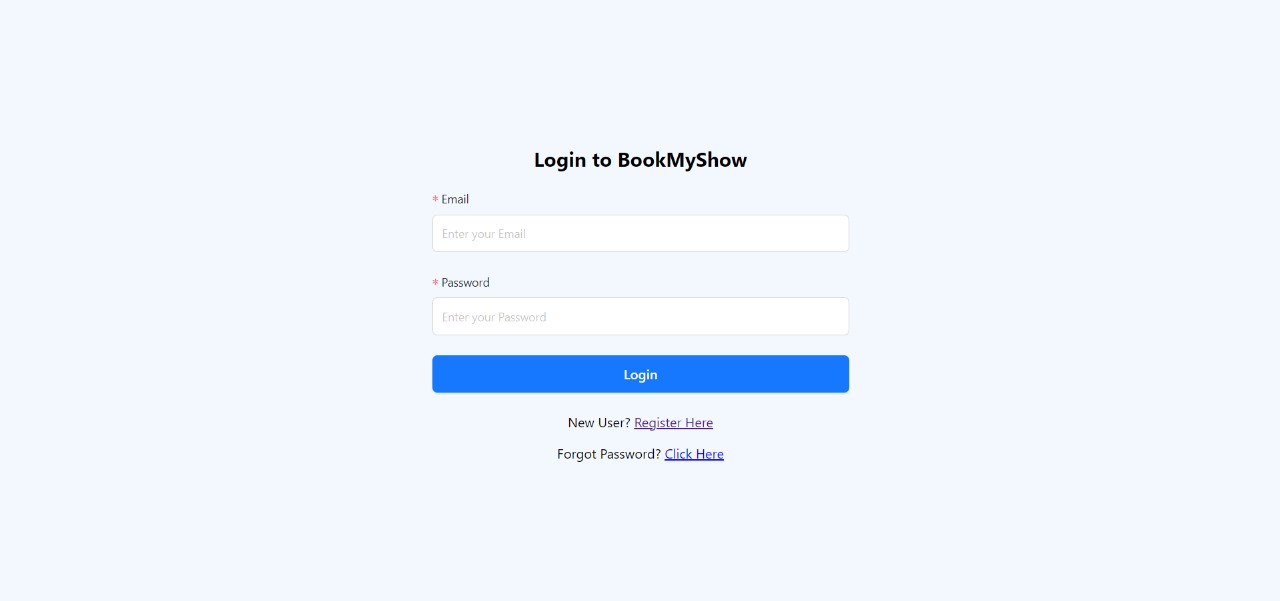 Login to BookMyShow
* Email
Enter your Email
* Password
Enter your Password
Login
New User? Register Here
Forgot Password? Click Here